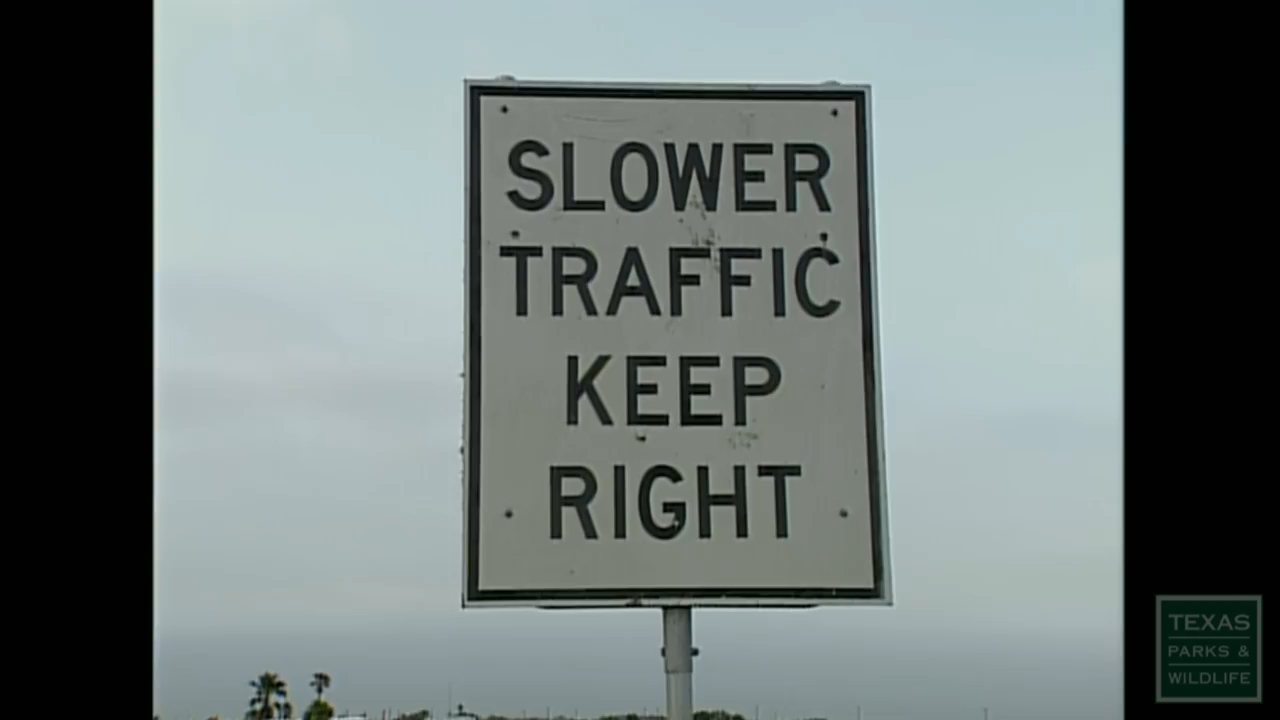 SLOWER
TRAFFIC
KEEP
RIGHT
TEXAS
PARKS &
WILDLIFE